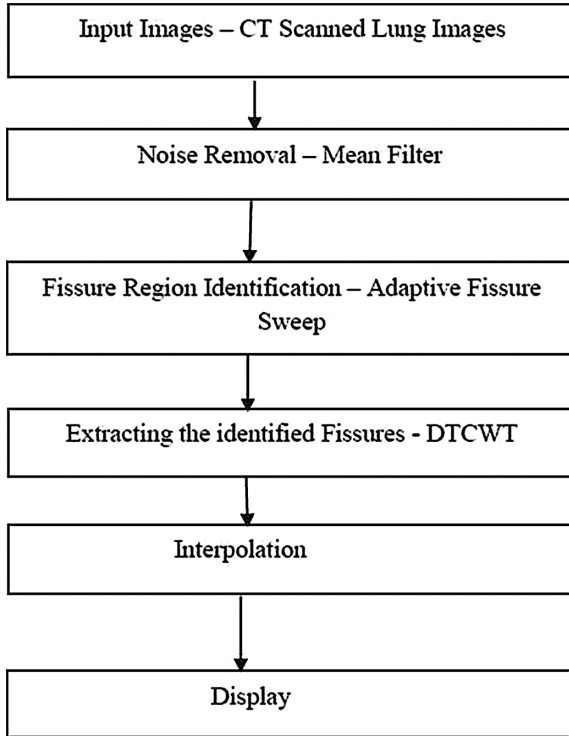 Input Images – CT Scanned Lung Images
Noise Removal – Mean Filter
Fissure Region Identification – Adaptive Fissure
Sweep
Extracting the identified Fissures - DTCWT
Interpolation
Display